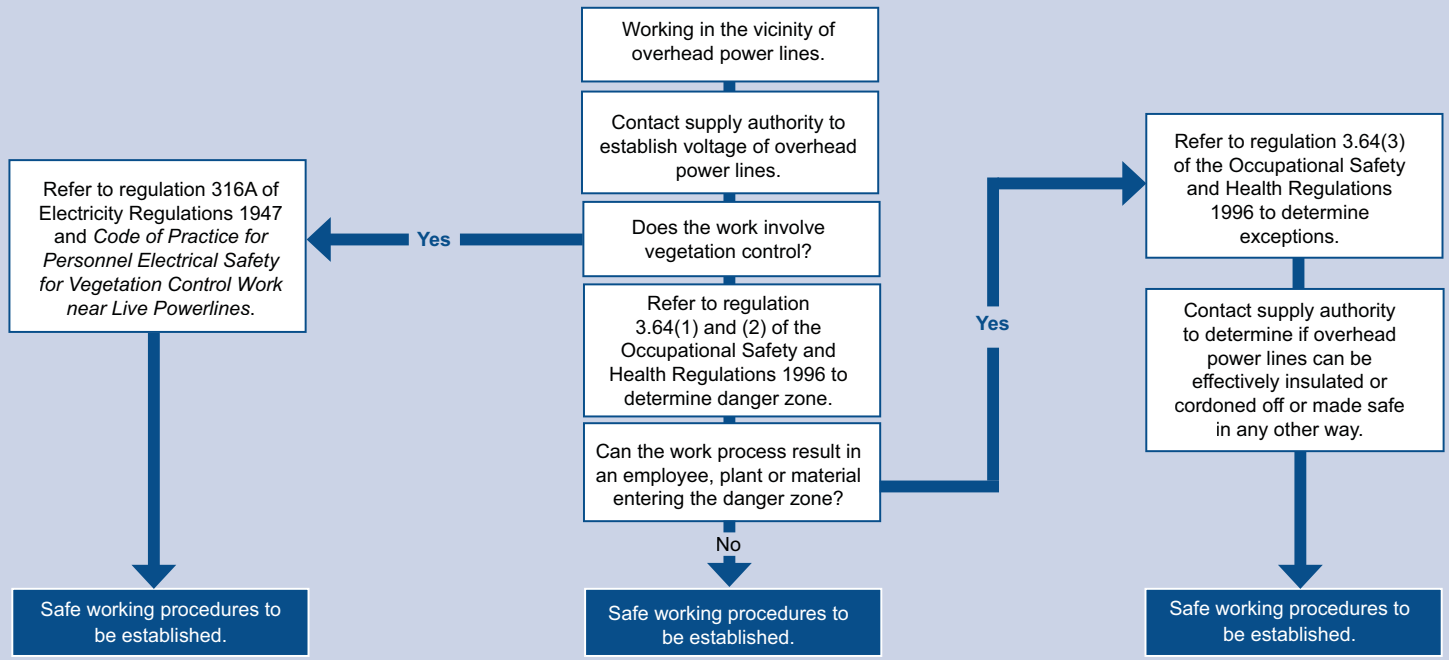 Working in the vicinity of
overhead power lines.
Contact supply authority to
establish voltage of overhead
power lines.
Does the work involve
vegetation control?
Yes
Refer to regulation 316A of
Electricity Regulations 1947
and Code of Practice for
Personnel Electrical Safety
for Vegetation Control Work
near Live Powerlines.
Safe working procedures to
be established.
Refer to regulation
3.64(1) and (2) of the
Occupational Safety and
Health Regulations 1996 to
determine danger zone.
Can the work process result in
an employee, plant or material
entering the danger zone?
No
Safe working procedures to
be established.
Yes
Refer to regulation 3.64(3)
of the Occupational Safety
and Health Regulations
1996 to determine
exceptions.
Contact supply authority
to determine if overhead
power lines can be
effectively insulated or
cordoned off or made safe
in any other way.
Safe working procedures to
be established.